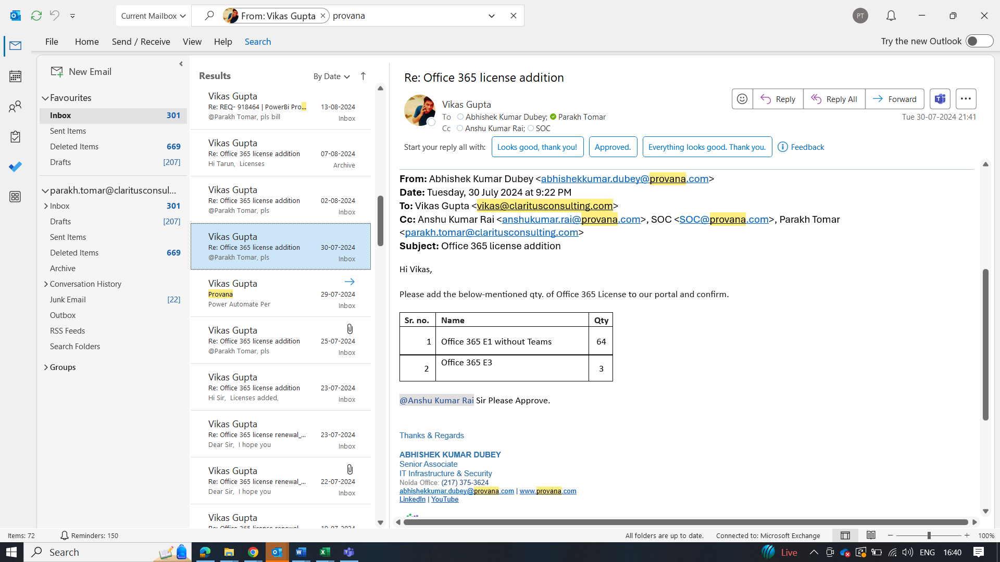 Current Mailbox
From: Vikas Gupta
provana
PT
File
Home
Send / Receive
View
Help
Search
Try the new Outlook
New Email
Favourites
Inbox 301
Sent Items
Deleted Items 669
Drafts [207]
parakh.tomar@claritusconsul...
Inbox 301
Drafts [207]
Sent Items
Deleted Items 669
Archive
Conversation History
Junk Email [22]
Outbox
RSS Feeds
Search Folders
Groups
Results
By Date
Vikas Gupta
Re: REQ- 918464 | PowerBi Pro... 13-08-2024
@Parakh Tomar, pls bill Inbox
Vikas Gupta
Re: Office 365 license addition 07-08-2024
Hi Tarun, Licenses Archive
Vikas Gupta
Re: Office 365 license addition 02-08-2024
@Parakh Tomar, pls Inbox
Vikas Gupta
Re: Office 365 license addition 30-07-2024
@Parakh Tomar, pls Inbox
Vikas Gupta
Provana 29-07-2024
Power Automate Per Inbox
Vikas Gupta
Re: Office 365 license addition 25-07-2024
@Parakh Tomar, pls Inbox
Vikas Gupta
Re: Office 365 license addition 23-07-2024
Hi Sir, Licenses added, Inbox
Vikas Gupta
Re: Office 365 license renewal_... 23-07-2024
Dear Sir, I hope you Inbox
Vikas Gupta
Re: Office 365 license renewal_... 22-07-2024
Dear Sir, I hope you Inbox
Vikas Gupta
Re: Office 365 license addition
Vikas Gupta
To Abhishek Kumar Dubey; Parakh Tomar
Cc Anshu Kumar Rai; SOC
Reply
Reply All
Forward
Tue 30-07-2024 21:41
Start your reply all with: Looks good, thank you! Approved. Everything looks good. Thank you. Feedback
From: Abhishek Kumar Dubey <abhishekkumar.dubey@provana.com>
Date: Tuesday, 30 July 2024 at 9:22 PM
To: Vikas Gupta <vikas@claritusconsulting.com>
Cc: Anshu Kumar Rai <anshukumar.rai@provana.com>, SOC <SOC@provana.com>, Parakh Tomar
<parakh.tomar@claritusconsulting.com>
Subject: Office 365 license addition
Hi Vikas,
Please add the below-mentioned qty. of Office 365 License to our portal and confirm.
Sr. no. Name Qty
1 Office 365 E1 without Teams 64
2 Office 365 E3 3
@Anshu Kumar Rai Sir Please Approve.
Thanks & Regards
ABHISHEK KUMAR DUBEY
Senior Associate
IT Infrastructure & Security
Noida Office: (217) 375-3624
abhishekkumar.dubey@provana.com | www.provana.com
LinkedIn | YouTube
Items: 72
Reminders: 150
All folders are up to date.
Connected to: Microsoft Exchange
100%
Search
Live
ENG
16:40